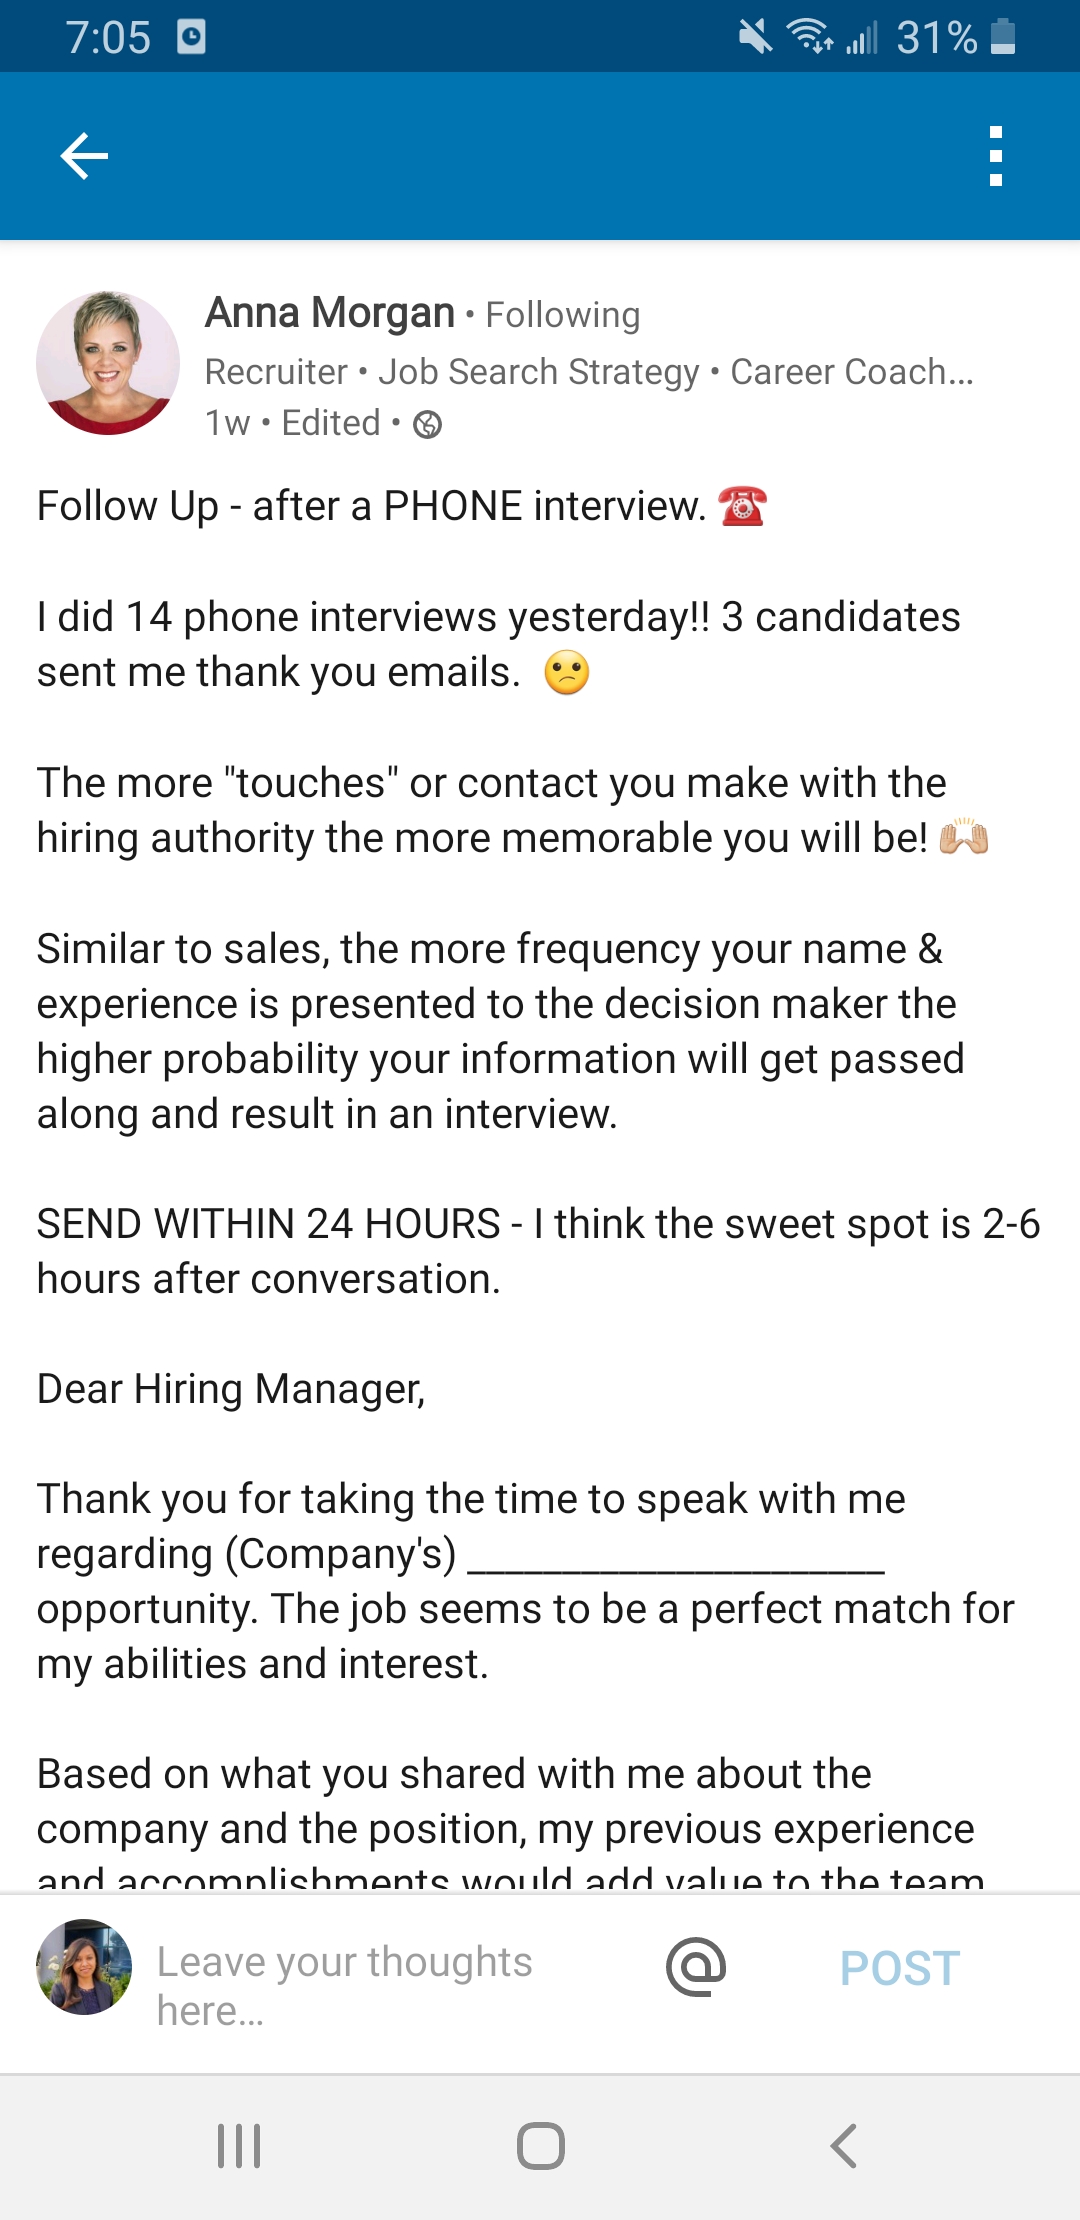 7:05 31%
Anna Morgan • Following
Recruiter • Job Search Strategy • Career Coach...
1w • Edited •
Follow Up - after a PHONE interview. ☎️
I did 14 phone interviews yesterday!! 3 candidates
sent me thank you emails. 😕
The more "touches" or contact you make with the
hiring authority the more memorable you will be! 🙌🏼
Similar to sales, the more frequency your name &
experience is presented to the decision maker the
higher probability your information will get passed
along and result in an interview.
SEND WITHIN 24 HOURS - I think the sweet spot is 2-6
hours after conversation.
Dear Hiring Manager,
Thank you for taking the time to speak with me
regarding (Company's) ____________________
opportunity. The job seems to be a perfect match for
my abilities and interest.
Based on what you shared with me about the
company and the position, my previous experience
and accomplishments would add value to the team
Leave your thoughts
here...
@ POST